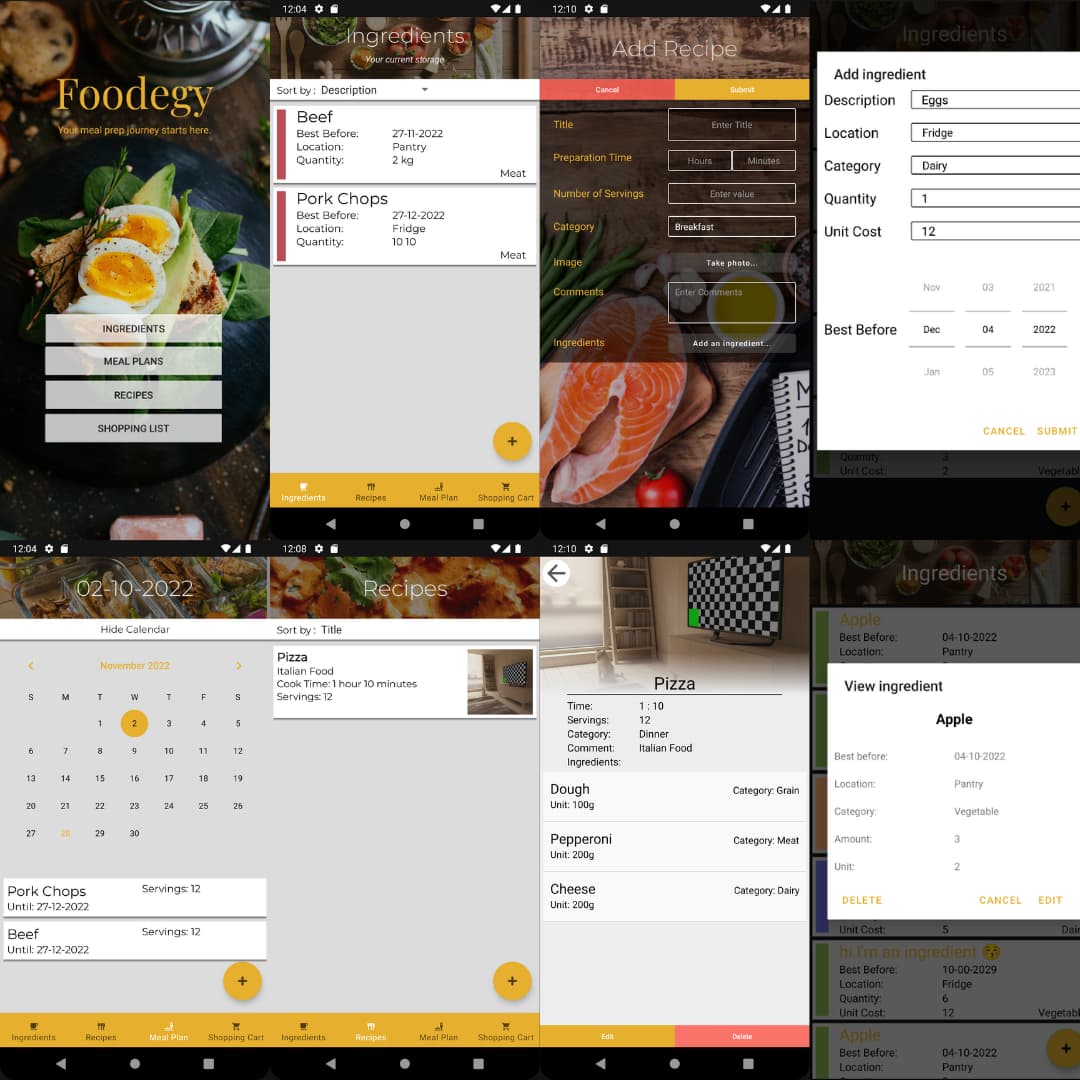 OKLYN
Foodegy
Your meal prep journey starts here.
INGREDIENTS
MEAL PLANS
RECIPES
SHOPPING LIST
12:04
Ingredients
Your current storage
Sort by : Description
Beef
Best Before: 27-11-2022
Location: Pantry
Quantity: 2 kg
Meat
Pork Chops
Best Before: 27-12-2022
Location: Fridge
Quantity: 10 10
Meat
+
Ingredients Recipes Meal Plan Shopping Cart
12:10
Add Recipe
Cancel Submit
Title Enter Title
Preparation Time Hours Minutes
Number of Servings Enter value
Category Breakfast
Image Take photo...
Comments Enter Comments
Ingredients Add an ingredient...
Ingredients
Add ingredient
Description Eggs
Location Fridge
Category Dairy
Quantity 1
Unit Cost 12
Nov 03 2021
Best Before Dec 04 2022
Jan 05 2023
CANCEL SUBMIT
Quantity 3
Unit Cost: 2 Vegetabl
+
12:04
02-10-2022
Hide Calendar
< November 2022 >
S M T W T F S
1 2 3 4 5
6 7 8 9 10 11 12
13 14 15 16 17 18 19
20 21 22 23 24 25 26
27 28 29 30
Pork Chops Servings: 12
Until: 27-12-2022
Beef Servings: 12
Until: 27-12-2022
+
Ingredients Recipes Meal Plan Shopping Cart
12:08
Recipes
Sort by : Title
Pizza
Italian Food
Cook Time: 1 hour 10 minutes
Servings: 12
+
Ingredients Recipes Meal Plan Shopping Cart
12:10
Pizza
Time: 1 : 10
Servings: 12
Category: Dinner
Comment: Italian Food
Ingredients:
Dough Category: Grain
Unit: 100g
Pepperoni Category: Meat
Unit: 200g
Cheese Category: Dairy
Unit: 200g
Edit Delete
Ingredients
Apple
Best Before: 04-10-2022
Location: Pantry
View ingredient
Apple
Best before: 04-10-2022
Location: Pantry
Category: Vegetable
Amount: 3
Unit: 2
DELETE CANCEL EDIT
Unit Cost: 5 Dair
hi I'm an ingredient 😚
Best Before: 10-00-2029
Location: Fridge
Quantity: 6
Unit Cost: 12 Vegetabl
Apple
Best Before: 04-10-2022
Location: Pantry
+